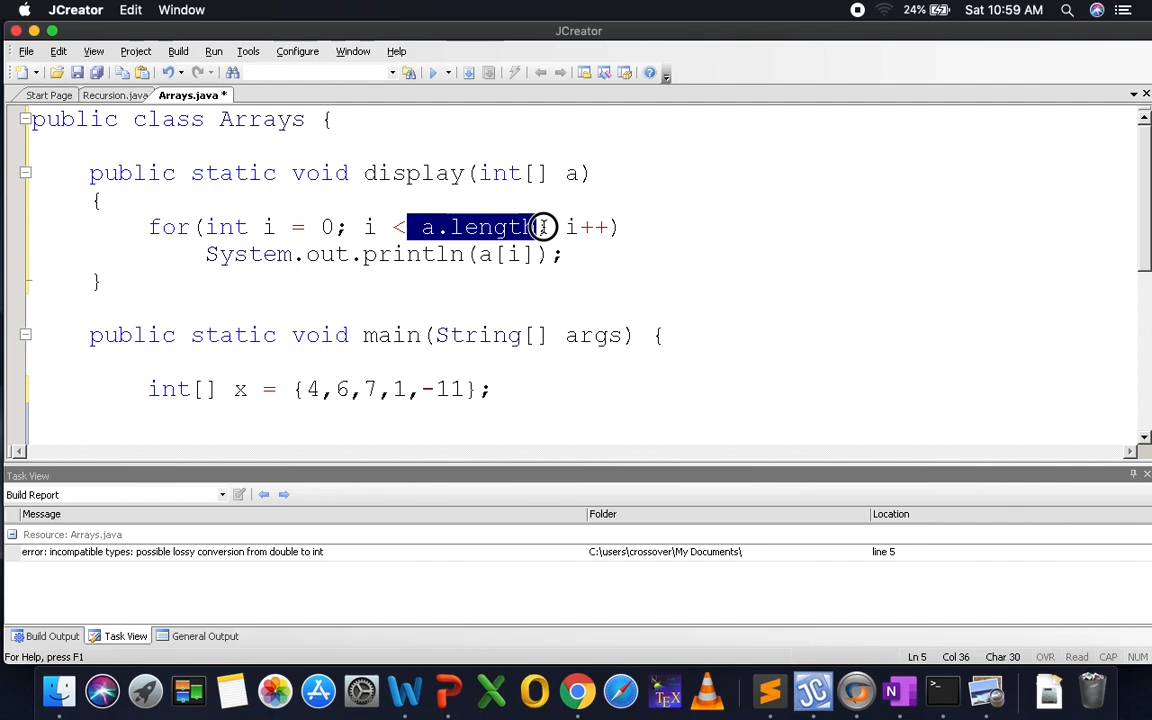 JCreator Edit Window 24% Sat 10:59 AM
JCreator
File Edit View Project Build Run Tools Configure Window Help
Start Page Recursion.java Arrays.java *
public class Arrays {
public static void display(int[] a)
{
for(int i = 0; i < a.length; i++)
System.out.println(a[i]);
}
public static void main(String[] args) {
int[] x = {4,6,7,1,-11};
Task View
Build Report
Message Folder Location
Resource: Arrays.java
error: incompatible types: possible lossy conversion from double to int C:\users\crossover\My Documents\ line 5
Build Output Task View General Output
For Help, press F1 Ln 5 Col 36 Char 30 OVR Read CAP NUM